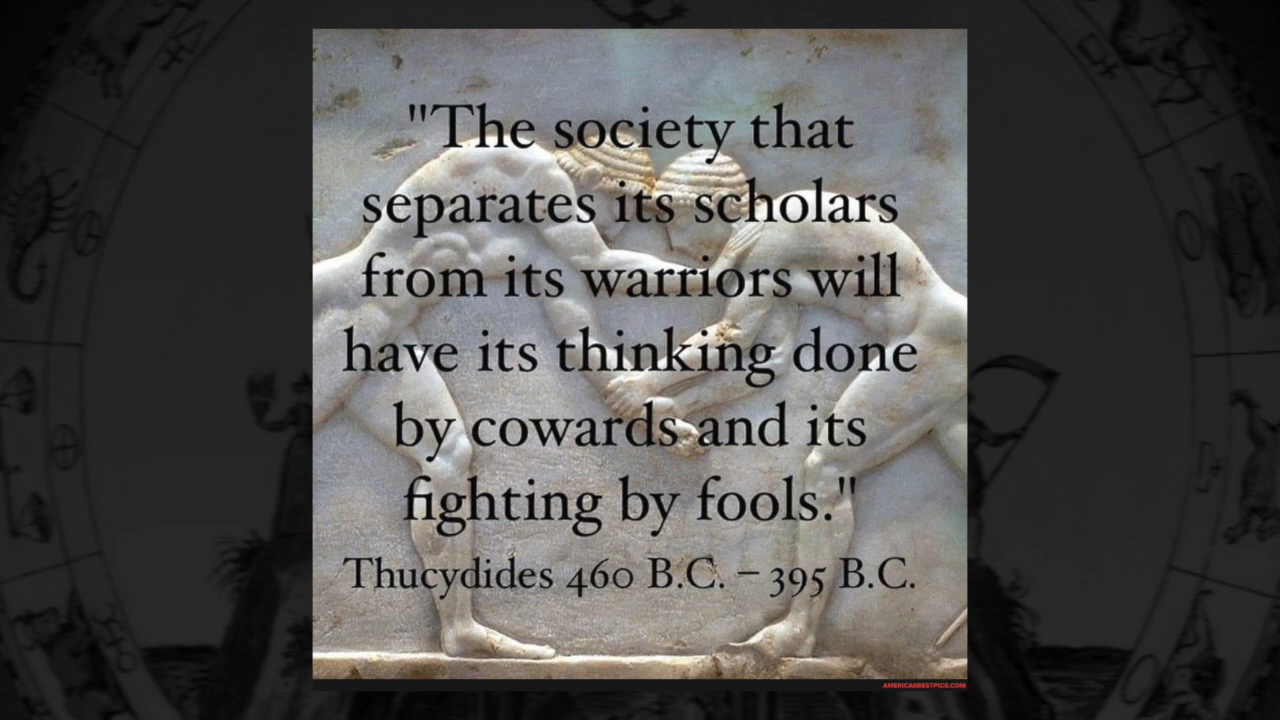 "The society that
separates its scholars
from its warriors will
have its thinking done
by cowards and its
fighting by fools."
Thucydides 460 B.C. – 395 B.C.
AMERICASBESTPICS.COM